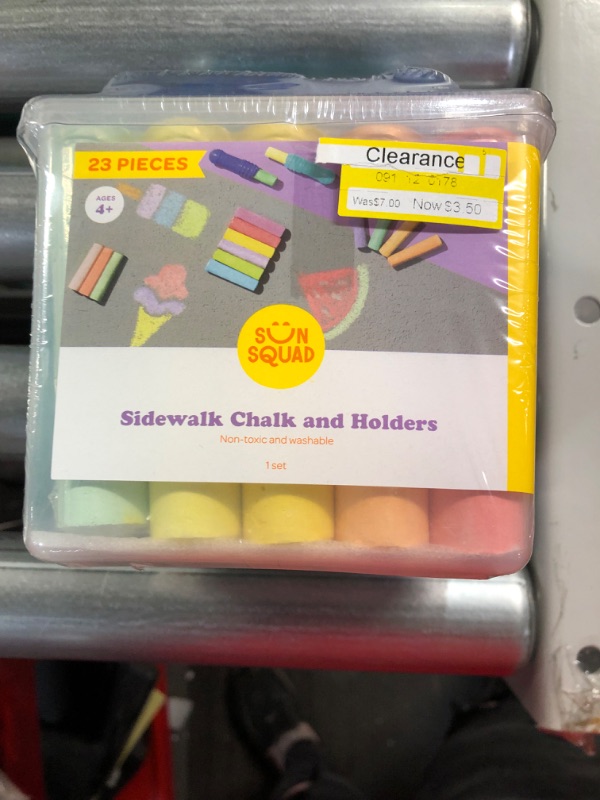 23 PIECES
AGES
4+
Clearance
091 12 0178
Was$7.00 Now $3.50
SUN
SQUAD
Sidewalk Chalk and Holders
Non-toxic and washable
1 set